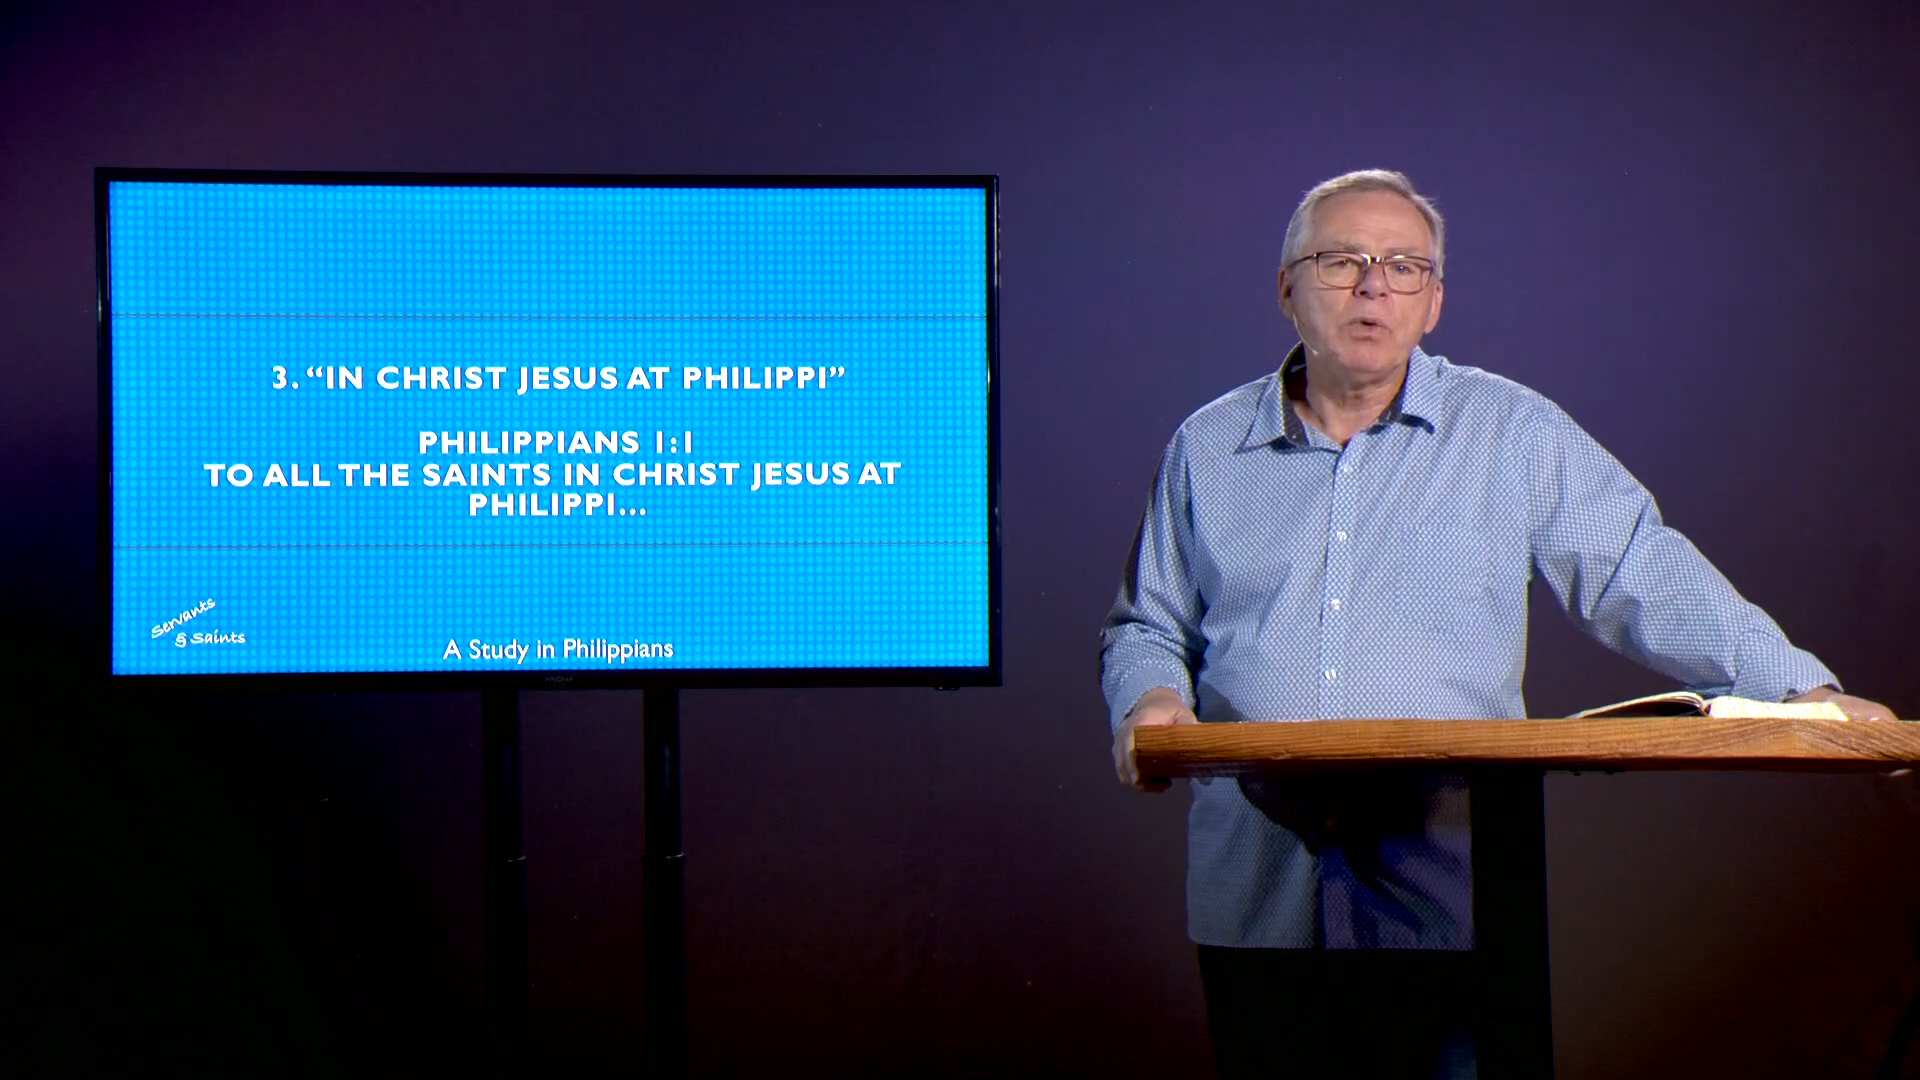 3. “IN CHRIST JESUS AT PHILIPPI”
PHILIPPIANS 1:1
TO ALL THE SAINTS IN CHRIST JESUS AT
PHILIPPI...
Servants
& Saints
A Study in Philippians